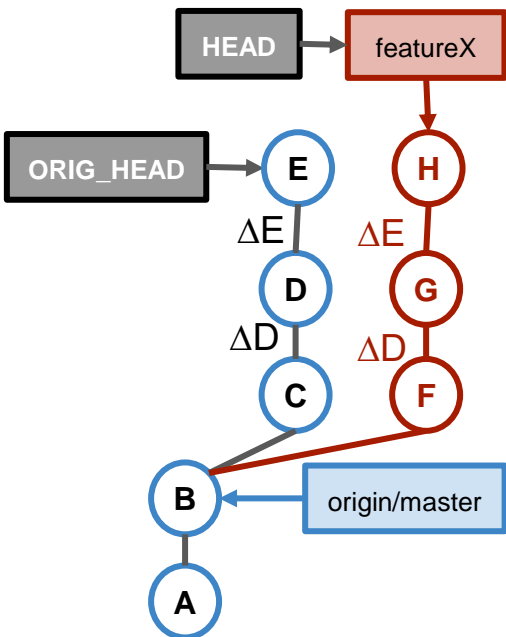 HEAD
featureX
ORIG_HEAD
E
H
ΔE
ΔE
D
G
ΔD
ΔD
C
F
B
origin/master
A